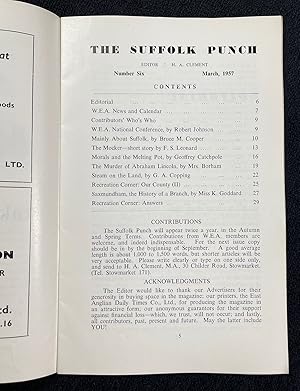 at
oods
LTD.
ON
R
td.
.16
THE SUFFOLK PUNCH
EDITOR : H. A. CLEMENT
Number Six March, 1957
CONTENTS
Editorial 6
W.E.A. News and Calendar 7
Contributors' Who's Who 9
W.E.A. National Conference, by Robert Johnson 9
Mainly About Suffolk, by Bruce M. Cooper 10
The Mocker—short story by F. S. Leonard 13
Morals and the Melting Pot, by Geoffrey Catchpole 17
The Murder of Abraham Lincoln, by Mrs. Botham 19
Steam on the Land, by G. A. Copping 22
Recreation Corner: Our County (II) 25
Saxmundham, the History of a Branch, by Miss K. Goddard 27
Recreation Corner: Answers 29
CONTRIBUTIONS
The Suffolk Punch will appear twice a year, in the Autumn
and Spring Terms. Contributions from W.E.A. members are
welcome, and indeed indispensable. For the next issue copy
should be in by the beginning of September. A good average
length is about 1,000 to 1,500 words, but shorter articles will be
very acceptable. Please write clearly or type on one side only,
and send to H. A. Clement, M.A., 30 Childer Road, Stowmarket,
(Tel. Stowmarket 171)
ACKNOWLEDGMENTS
The Editor would like to thank our Advertisers for their
generosity in buying space in the magazine; our printers, the East
Anglian Daily Times Co., Ltd., for producing the magazine in
an attractive form; our anonymous guarantors for their support
against financial loss—which, we trust, will not occur; and lastly,
all contributors, past, present and future. May the latter include
YOU!
5